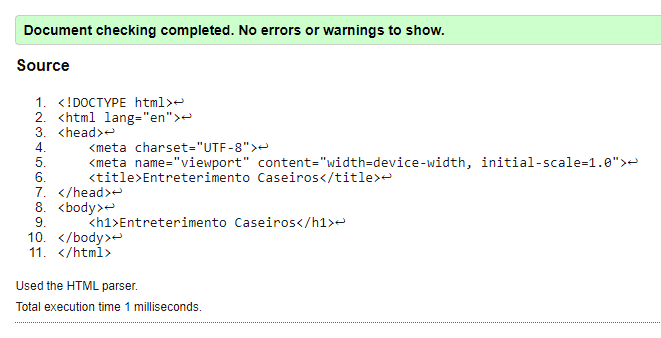 Document checking completed. No errors or warnings to show.
Source
1. <!DOCTYPE html>↩
2. <html lang="en">↩
3. <head>↩
4.     <meta charset="UTF-8">↩
5.     <meta name="viewport" content="width=device-width, initial-scale=1.0">↩
6.     <title>Entreterimento Caseiros</title>↩
7. </head>↩
8. <body>↩
9.     <h1>Entreterimento Caseiros</h1>↩
10. </body>↩
11. </html>
Used the HTML parser.
Total execution time 1 milliseconds.